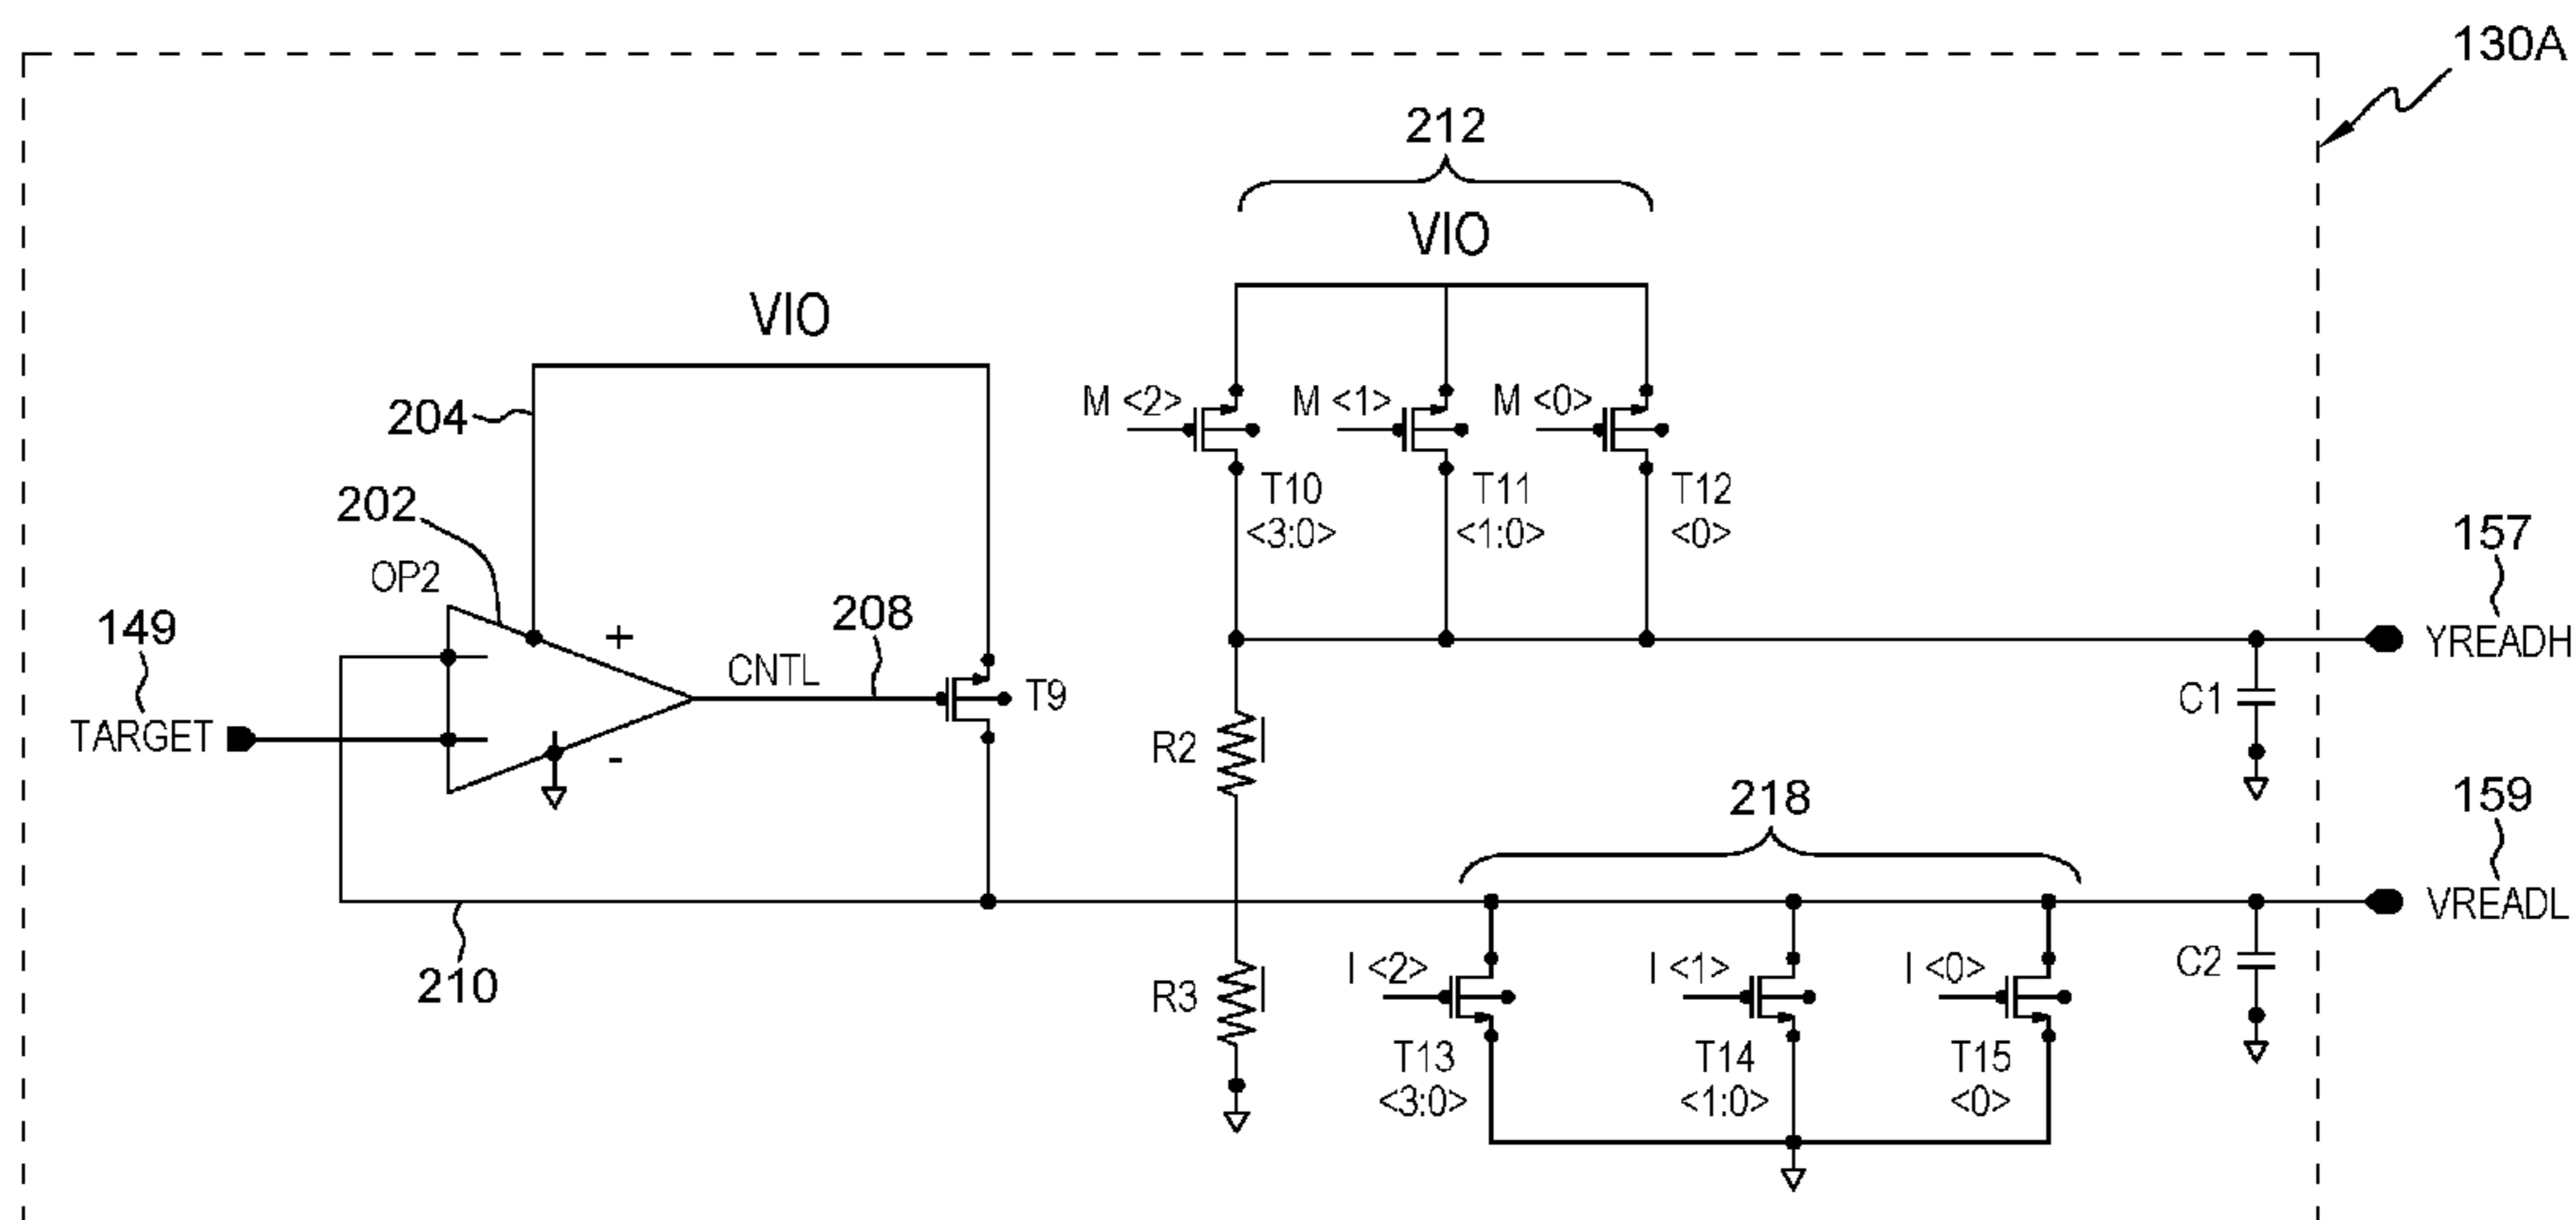 130A
212
VIO
VIO
204
M <2>
M <1>
M <0>
T10
<3:0>
T11
<1:0>
T12
<0>
202
OP2
157
YREADH
149
TARGET
+
-
CNTL
208
T9
C1
R2
218
159
VREADL
210
R3
I <2>
I <1>
I <0>
C2
T13
<3:0>
T14
<1:0>
T15
<0>